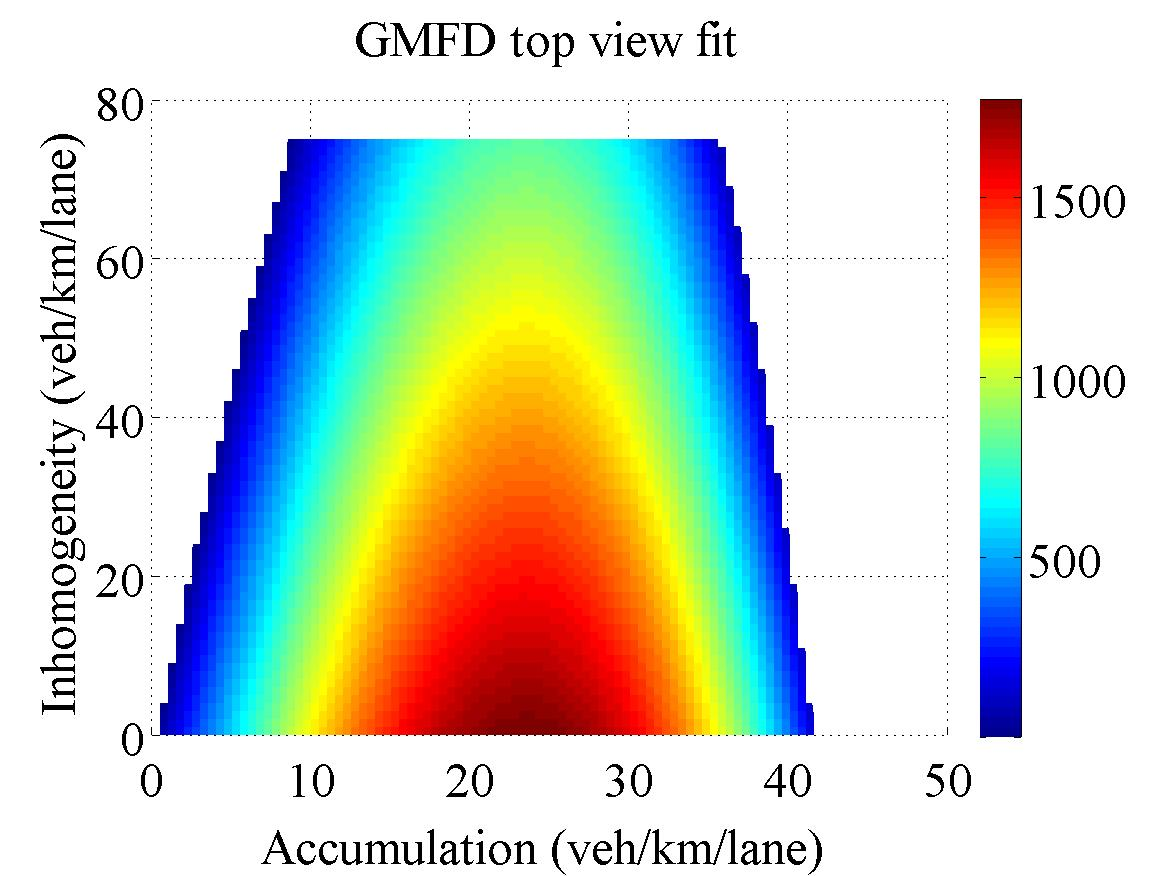 GMFD top view fit
80
60
40
20
0
Inhomogeneity (veh/km/lane)
0 10 20 30 40 50
Accumulation (veh/km/lane)
1500
1000
500